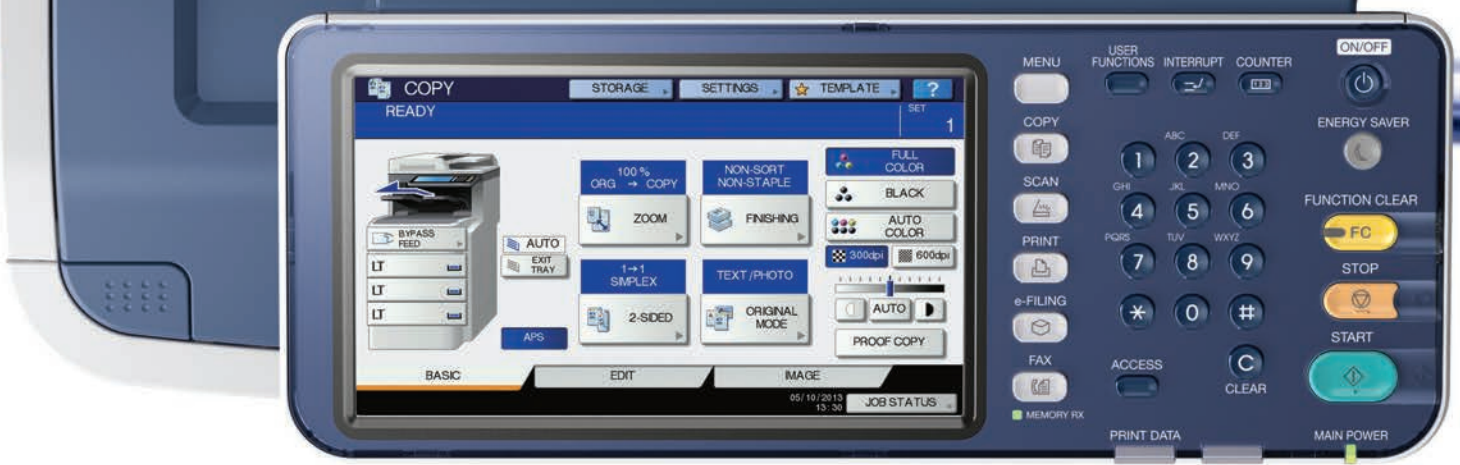 COPY
STORAGE
SETTINGS
TEMPLATE
?
READY
SET
1
BYPASS
FEED
LT
LT
LT
AUTO
EXIT
TRAY
APS
100 %
ORG. → COPY
ZOOM
NON-SORT
NON-STAPLE
FINISHING
1→1
SIMPLEX
2-SIDED
TEXT/PHOTO
ORIGINAL
MODE
FULL
COLOR
BLACK
AUTO
COLOR
300dpi
600dpi
AUTO
PROOF COPY
BASIC
EDIT
IMAGE
05/10/2013
13:30
JOB STATUS
MENU
COPY
SCAN
PRINT
e-FILING
FAX
MEMORY RX
USER
FUNCTIONS
INTERRUPT
COUNTER
1
ABC
2
DEF
3
GHI
4
JKL
5
MNO
6
PQRS
7
TUV
8
WXYZ
9
*
0
#
ACCESS
C
CLEAR
PRINT DATA
ON/OFF
ENERGY SAVER
FUNCTION CLEAR
FC
STOP
START
MAIN POWER